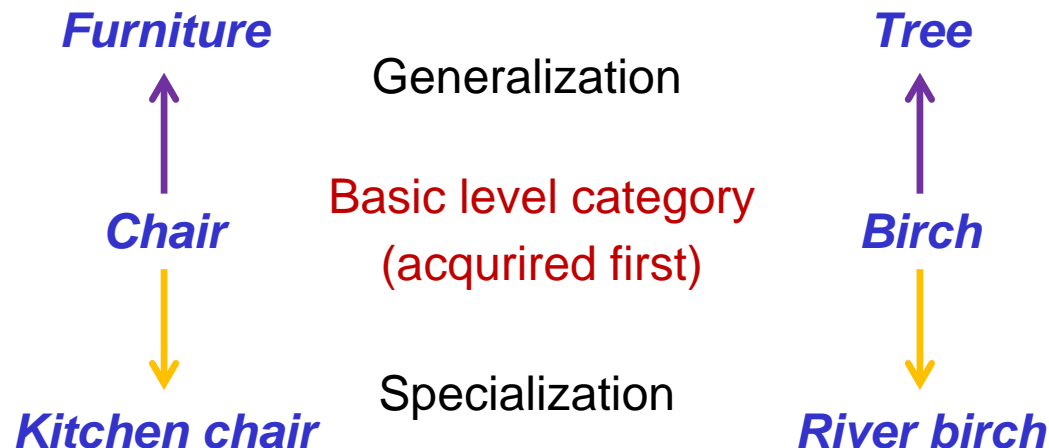 Furniture
Tree
Generalization
Basic level category
Chair
Birch
(acqurired first)
Specialization
Kitchen chair
River birch